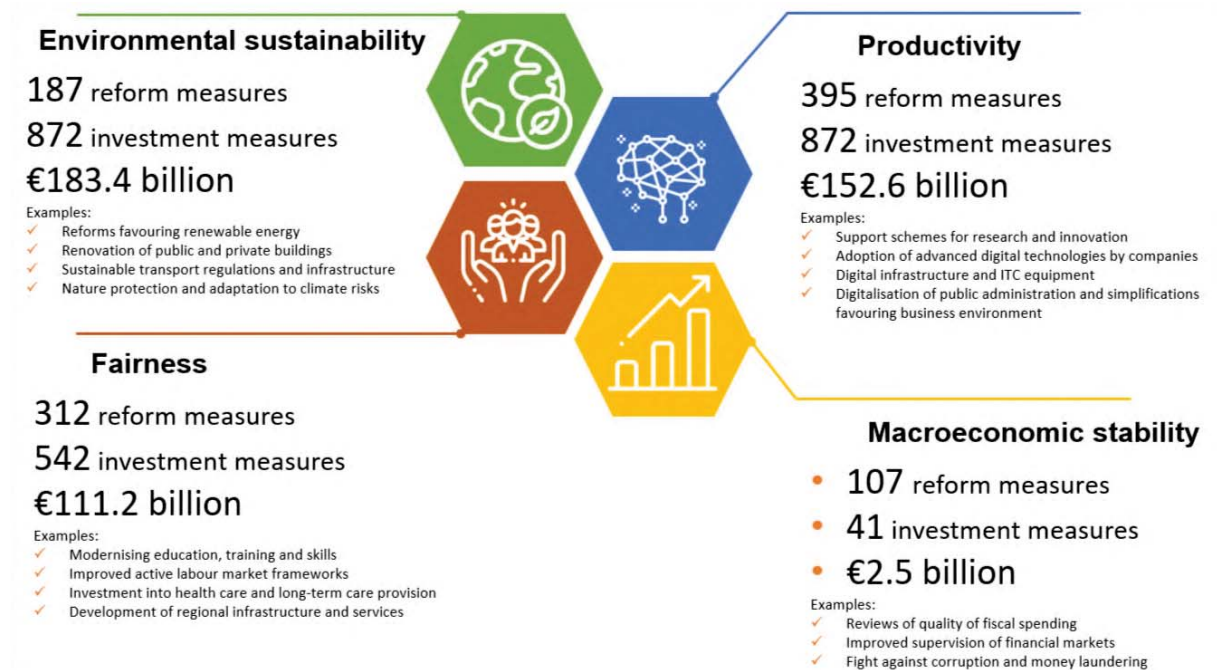 Environmental sustainability
187 reform measures
872 investment measures
€183.4 billion
Examples:
✓ Reforms favouring renewable energy
✓ Renovation of public and private buildings
✓ Sustainable transport regulations and infrastructure
✓ Nature protection and adaptation to climate risks
Productivity
395 reform measures
872 investment measures
€152.6 billion
Examples:
✓ Support schemes for research and innovation
✓ Adoption of advanced digital technologies by companies
✓ Digital infrastructure and ITC equipment
✓ Digitalisation of public administration and simplifications
favouring business environment
Fairness
312 reform measures
542 investment measures
€111.2 billion
Examples:
✓ Modernising education, training and skills
✓ Improved active labour market frameworks
✓ Investment into health care and long-term care provision
✓ Development of regional infrastructure and services
Macroeconomic stability
• 107 reform measures
• 41 investment measures
• €2.5 billion
Examples:
✓ Reviews of quality of fiscal spending
✓ Improved supervision of financial markets
✓ Fight against corruption and money laundering